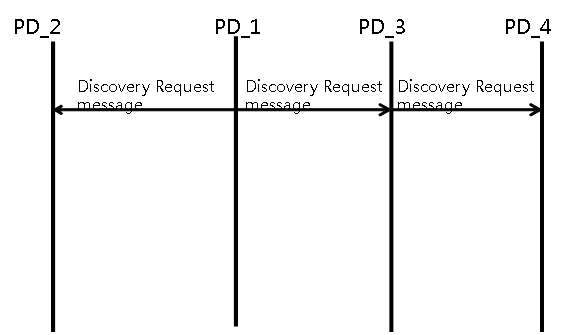 PD_2 PD_1 PD_3 PD_4
Discovery Request Discovery Request Discovery Request
message message message